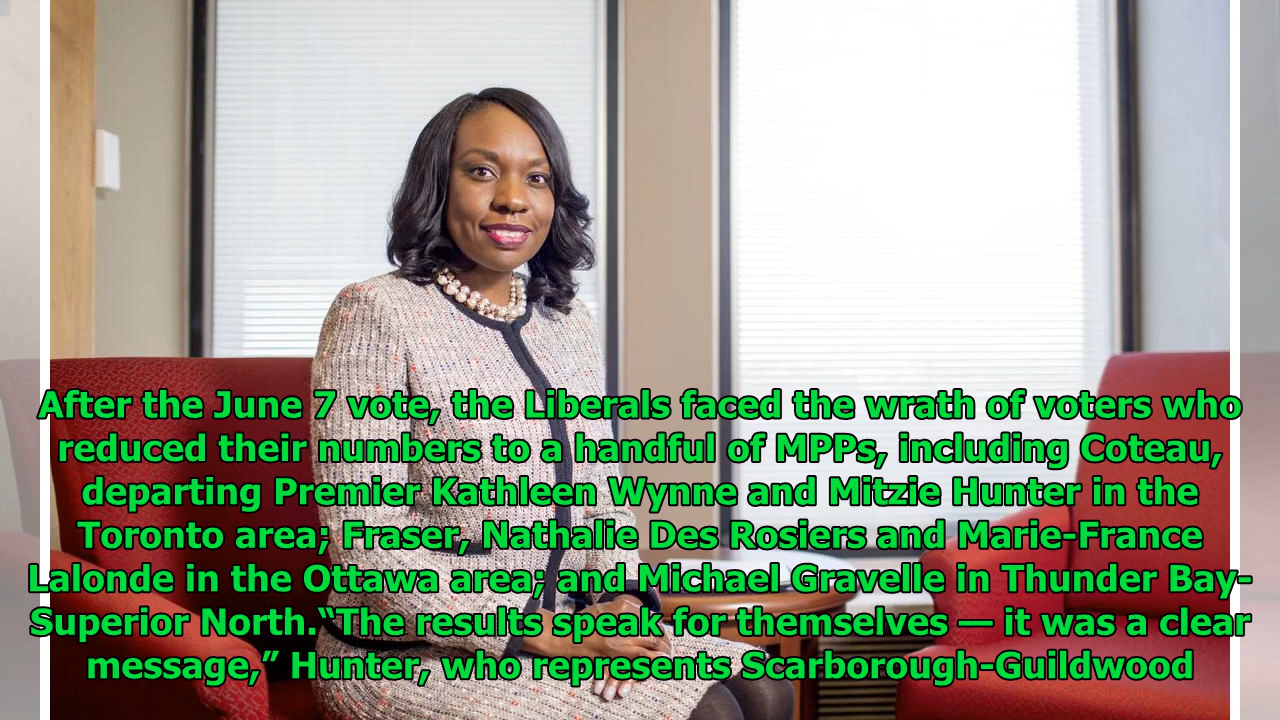 After the June 7 vote, the Liberals faced the wrath of voters who
reduced their numbers to a handful of MPPs, including Coteau,
departing Premier Kathleen Wynne and Mitzie Hunter in the
Toronto area; Fraser, Nathalie Des Rosiers and Marie-France
Lalonde in the Ottawa area; and Michael Gravelle in Thunder Bay-
Superior North.“The results speak for themselves — it was a clear
message,” Hunter, who represents Scarborough-Guildwood